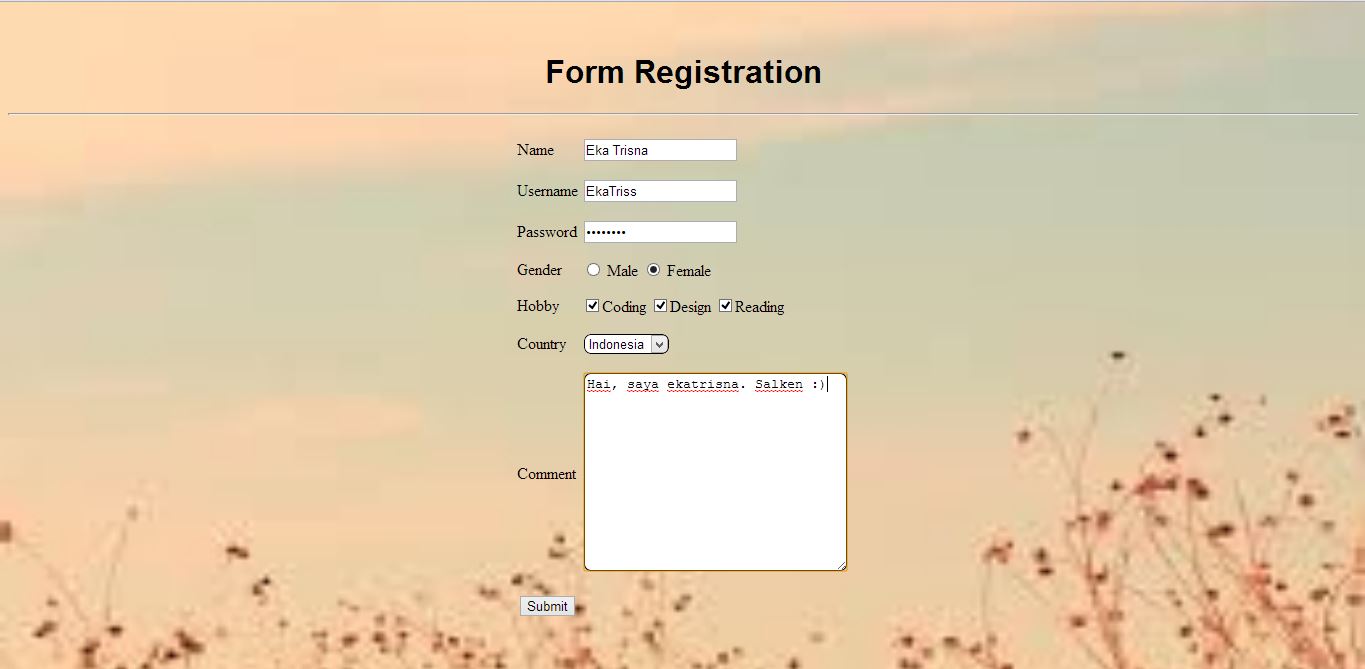 Form Registration
Name Eka Trisna
Username EkaTriss
Password ••••••••
Gender Male Female
Hobby Coding Design Reading
Country Indonesia
Hai, saya ekatrisna. Salken :)
Comment
Submit